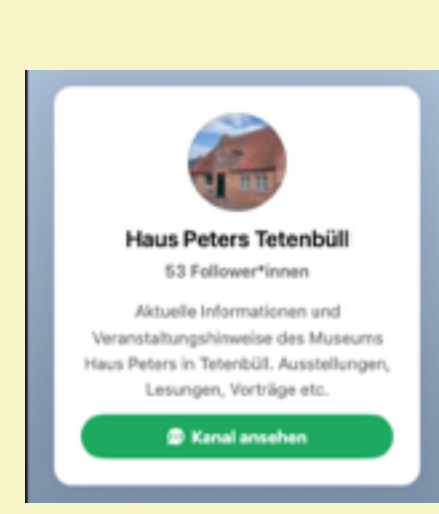 Haus Peters Tetenbüll
53 Follower*innen
Aktuelle Informationen und
Veranstaltungshinweise des Museums
Haus Peters in Tetenbüll. Ausstellungen,
Lesungen, Vorträge etc.
Kanal ansehen